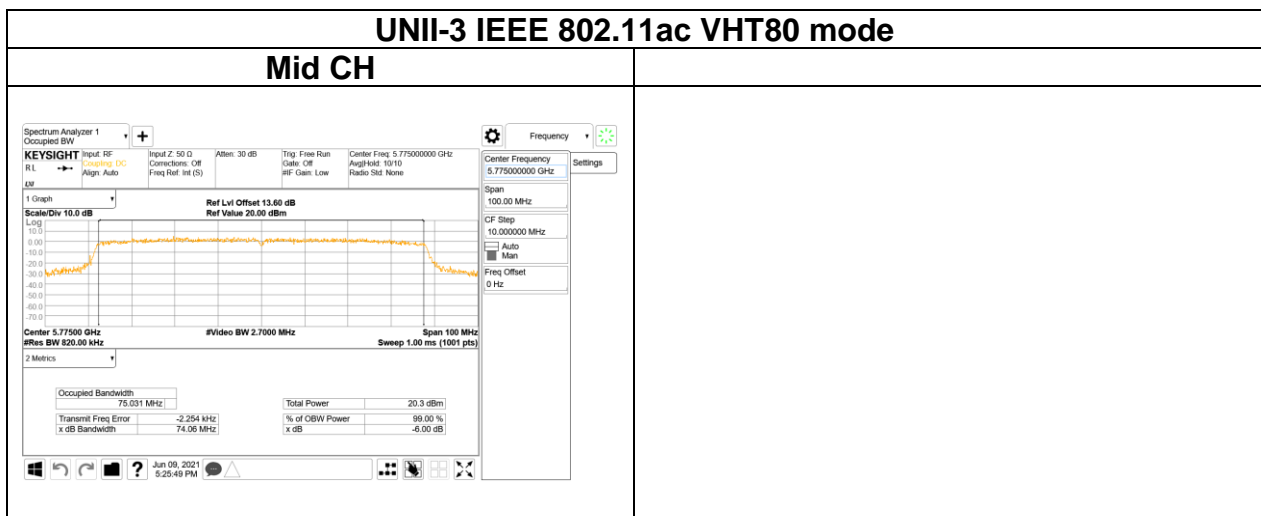 UNII-3 IEEE 802.11ac VHT80 mode
Mid CH
Spectrum Analyzer 1
Occupied BW
Frequency
KEYSIGHT
R L
Input: RF
Coupling: DC
Align: Auto
Input Z: 50 Ω
Corrections: Off
Freq Ref: Int (S)
Atten: 30 dB
Trig: Free Run
Gate: Off
#IF Gain: Low
Center Freq: 5.775000000 GHz
Avg|Hold: 10/10
Radio Std: None
Center Frequency
5.775000000 GHz
Settings
Span
100.00 MHz
CF Step
10.000000 MHz
Auto
Man
Freq Offset
0 Hz
1 Graph
Scale/Div 10.0 dB
Ref Lvl Offset 13.60 dB
Ref Value 20.00 dBm
Log
10.0
0.00
-10.0
-20.0
-30.0
-40.0
-50.0
-60.0
-70.0
Center 5.77500 GHz
#Res BW 820.00 kHz
#Video BW 2.7000 MHz
Span 100 MHz
Sweep 1.00 ms (1001 pts)
2 Metrics
Occupied Bandwidth
75.031 MHz
Transmit Freq Error -2.254 kHz
x dB Bandwidth 74.06 MHz
Total Power 20.3 dBm
% of OBW Power 99.00 %
x dB -6.00 dB
?
Jun 09, 2021
5:25:49 PM